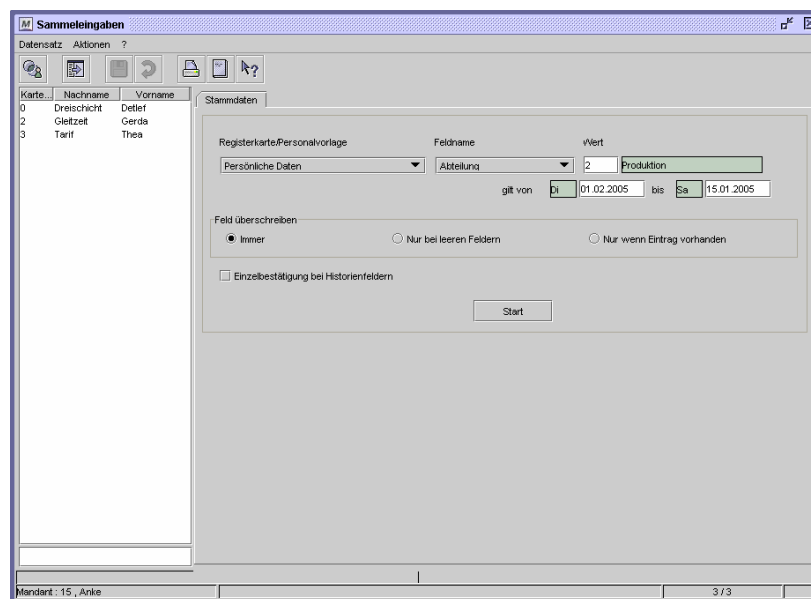 M Sammeleingaben
Datensatz Aktionen ?
Karte... Nachname Vorname
0 Dreischicht Detlef
2 Gleitzeit Gerda
3 Tarif Thea
Stammdaten
Registerkarte/Personalvorlage Feldname Wert
Persönliche Daten Abteilung 2 Produktion
gilt von Di 01.02.2005 bis Sa 15.01.2005
Feld überschreiben
Immer Nur bei leeren Feldern Nur wenn Eintrag vorhanden
Einzelbestätigung bei Historienfeldern
Start
Mandant : 15 , Anke 3 / 3